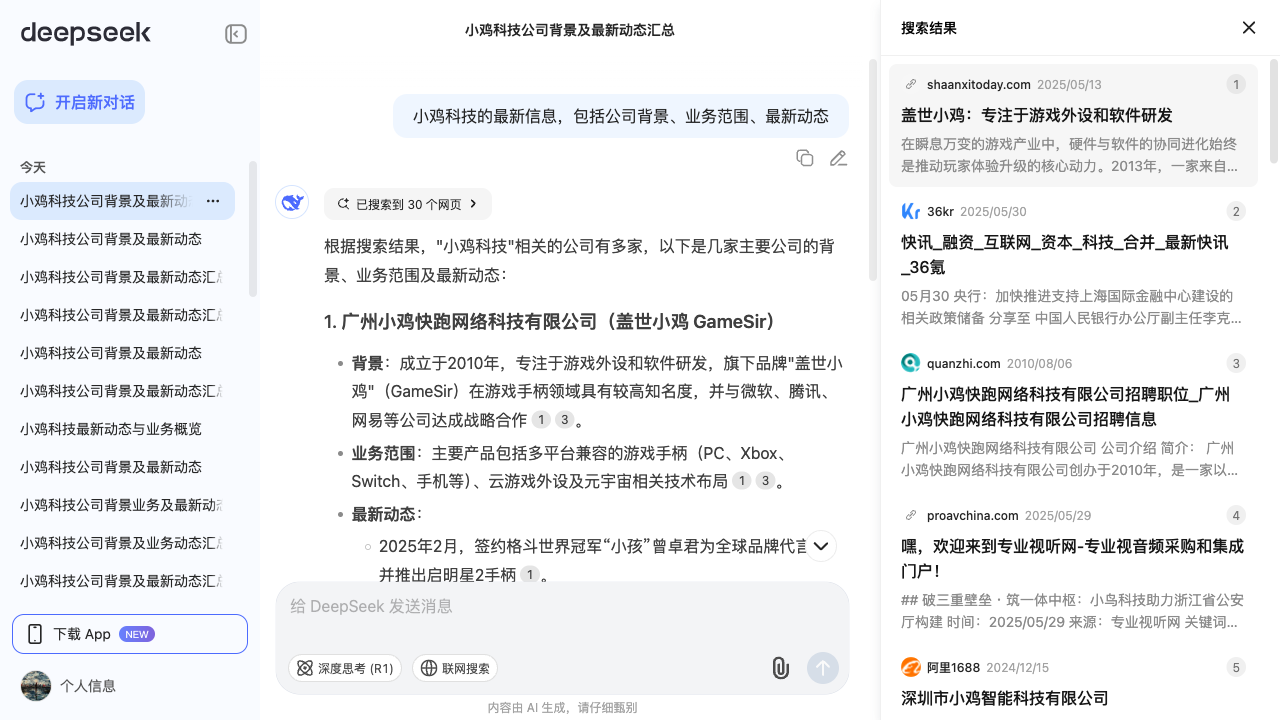 deepseek
开启新对话
今天
小鸡科技公司背景及最新动
小鸡科技公司背景及最新动态
小鸡科技公司背景及最新动态汇总
小鸡科技公司背景及最新动态汇总
小鸡科技公司背景及最新动态
小鸡科技公司背景及最新动态汇总
小鸡科技最新动态与业务概览
小鸡科技公司背景及最新动态
小鸡科技公司背景业务及最新动态
小鸡科技公司背景及业务动态汇总
小鸡科技公司背景及最新动态汇总
下载 App NEW
个人信息
小鸡科技公司背景及最新动态汇总
小鸡科技的最新信息，包括公司背景、业务范围、最新动态
已搜索到 30 个网页
根据搜索结果，"小鸡科技"相关的公司有多家，以下是几家主要公司的背
景、业务范围及最新动态：
1. 广州小鸡快跑网络科技有限公司（盖世小鸡 GameSir）
背景：成立于2010年，专注于游戏外设和软件研发，旗下品牌"盖世小
鸡"（GameSir）在游戏手柄领域具有较高知名度，并与微软、腾讯、
网易等公司达成战略合作 1 3 。
业务范围：主要产品包括多平台兼容的游戏手柄（PC、Xbox、
Switch、手机等）、云游戏外设及元宇宙相关技术布局 1 3 。
最新动态：
2025年2月，签约格斗世界冠军“小孩”曾卓君为全球品牌代言
并推出启明星2手柄 1 。
给 DeepSeek 发送消息
深度思考 (R1) 联网搜索
内容由 AI 生成，请仔细甄别
搜索结果
shaanxitoday.com 2025/05/13 1
盖世小鸡：专注于游戏外设和软件研发
在瞬息万变的游戏产业中，硬件与软件的协同进化始终
是推动玩家体验升级的核心动力。2013年，一家来自...
36kr 2025/05/30 2
快讯_融资_互联网_资本_科技_合并_最新快讯
_36氪
05月30 央行：加快推进支持上海国际金融中心建设的
相关政策储备 分享至 中国人民银行办公厅副主任李克...
quanzhi.com 2010/08/06 3
广州小鸡快跑网络科技有限公司招聘职位_广州
小鸡快跑网络科技有限公司招聘信息
广州小鸡快跑网络科技有限公司 公司介绍 简介： 广州
小鸡快跑网络科技有限公司创办于2010年，是一家以...
proavchina.com 2025/05/29 4
嘿，欢迎来到专业视听网-专业视音频采购和集成
门户！
## 破三重壁垒·筑一体中枢：小鸟科技助力浙江省公安
厅构建 时间：2025/05/29 来源：专业视听网 关键词...
阿里1688 2024/12/15 5
深圳市小鸡智能科技有限公司